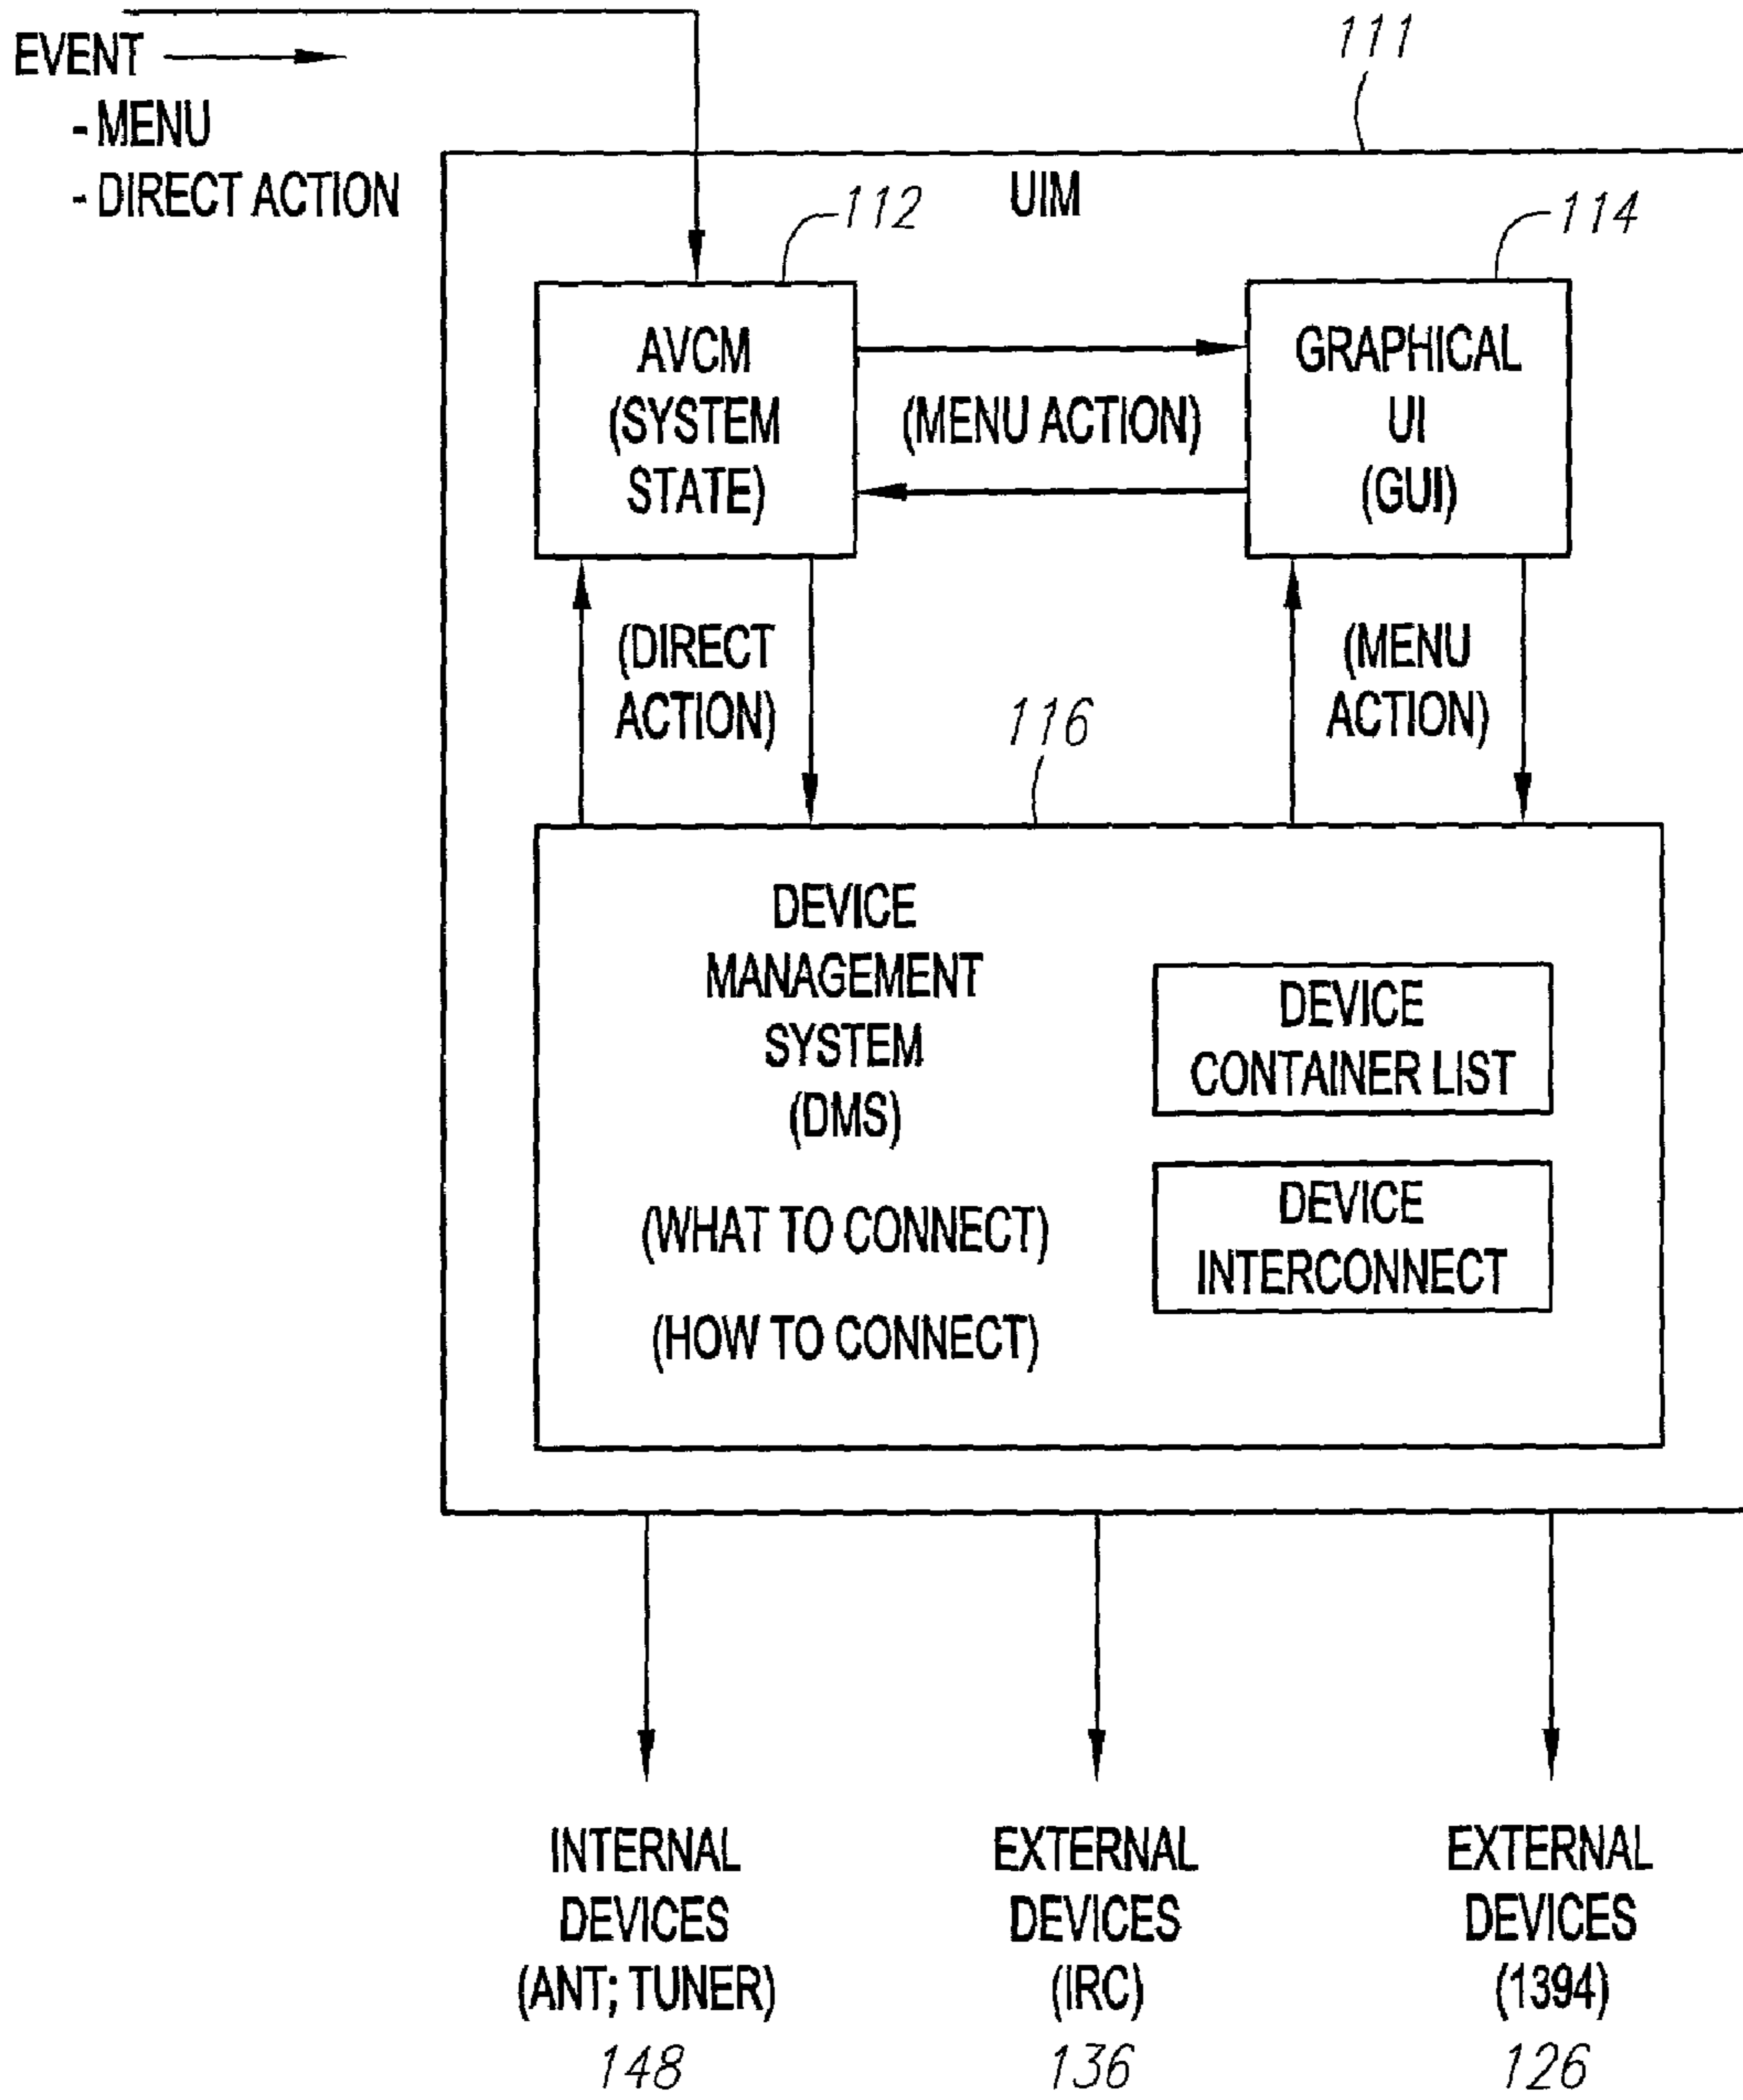 EVENT
- MENU
- DIRECT ACTION
111
UIM
112
114
AVCM
(SYSTEM
STATE)
(MENU ACTION)
GRAPHICAL
UI
(GUI)
(DIRECT
ACTION)
116
(MENU
ACTION)
DEVICE
MANAGEMENT
SYSTEM
(DMS)
(WHAT TO CONNECT)
(HOW TO CONNECT)
DEVICE
CONTAINER LIST
DEVICE
INTERCONNECT
INTERNAL
DEVICES
(ANT; TUNER)
148
EXTERNAL
DEVICES
(IRC)
136
EXTERNAL
DEVICES
(1394)
126